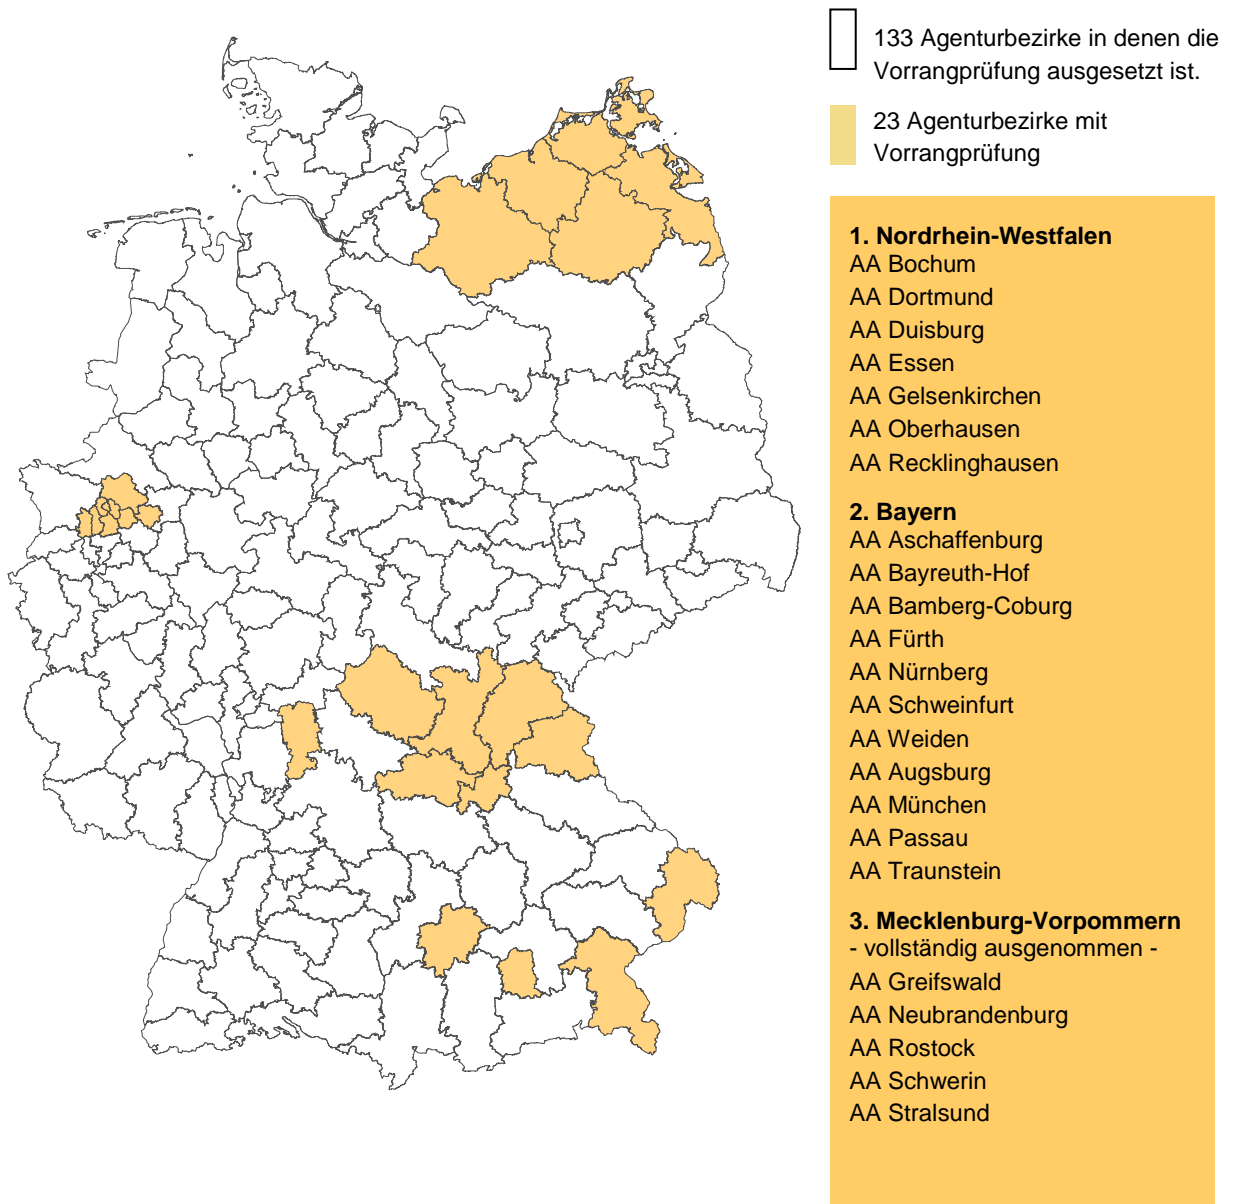 133 Agenturbezirke in denen die
Vorrangprüfung ausgesetzt ist.
23 Agenturbezirke mit
Vorrangprüfung
1. Nordrhein-Westfalen
AA Bochum
AA Dortmund
AA Duisburg
AA Essen
AA Gelsenkirchen
AA Oberhausen
AA Recklinghausen
2. Bayern
AA Aschaffenburg
AA Bayreuth-Hof
AA Bamberg-Coburg
AA Fürth
AA Nürnberg
AA Schweinfurt
AA Weiden
AA Augsburg
AA München
AA Passau
AA Traunstein
3. Mecklenburg-Vorpommern
- vollständig ausgenommen -
AA Greifswald
AA Neubrandenburg
AA Rostock
AA Schwerin
AA Stralsund